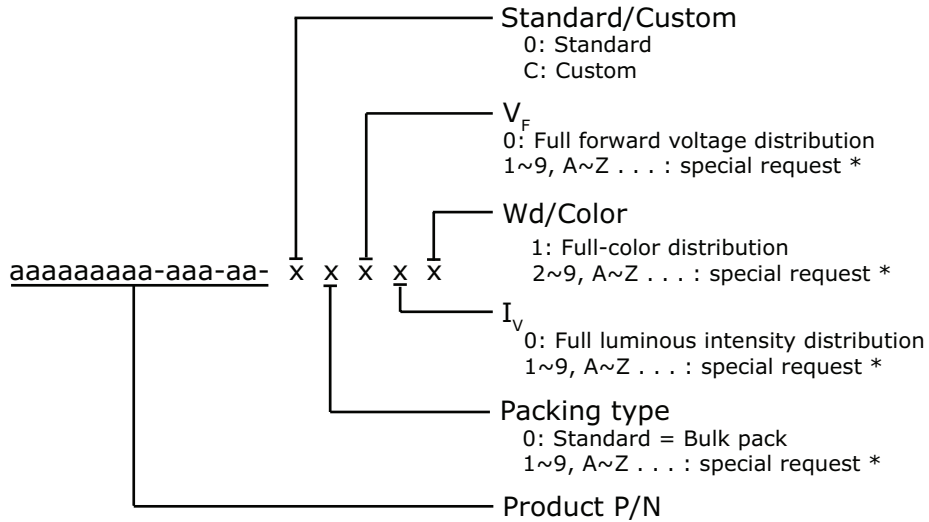 Standard/Custom
0: Standard
C: Custom
VF
0: Full forward voltage distribution
1~9, A~Z . . . : special request *
Wd/Color
1: Full-color distribution
2~9, A~Z . . . : special request *
aaaaaaaaa-aaa-aa- x x x x x
IV
0: Full luminous intensity distribution
1~9, A~Z . . . : special request *
Packing type
0: Standard = Bulk pack
1~9, A~Z . . . : special request *
Product P/N